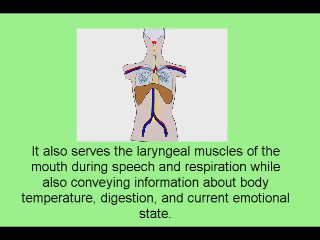 It also serves the laryngeal muscles of the
mouth during speech and respiration while
also conveying information about body
temperature, digestion, and current emotional
state.